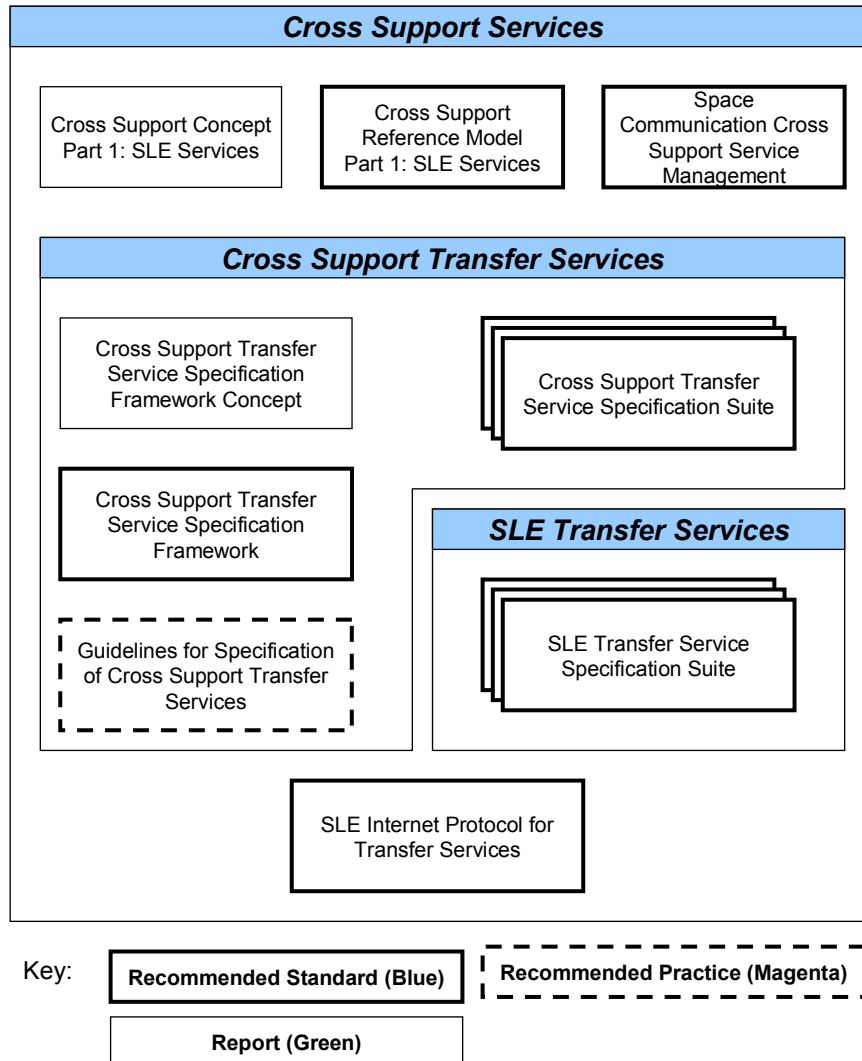 Cross Support Services
Cross Support Concept
Part 1: SLE Services
Cross Support
Reference Model
Part 1: SLE Services
Space
Communication Cross
Support Service
Management
Cross Support Transfer Services
Cross Support Transfer
Service Specification
Framework Concept
Cross Support Transfer
Service Specification Suite
Cross Support Transfer
Service Specification
Framework
SLE Transfer Services
Guidelines for Specification
of Cross Support Transfer
Services
SLE Transfer Service
Specification Suite
SLE Internet Protocol for
Transfer Services
Key:
Recommended Standard (Blue)
Recommended Practice (Magenta)
Report (Green)